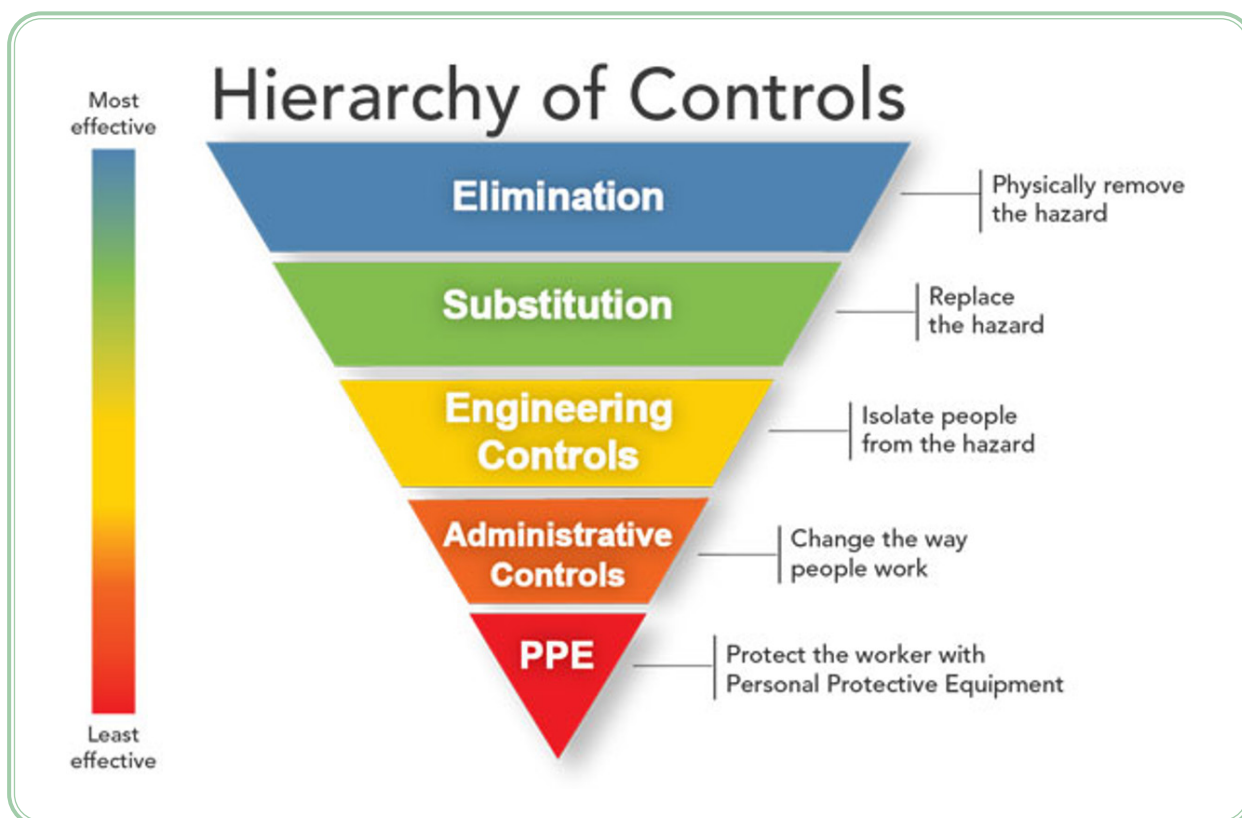 Hierarchy of Controls
Most
effective
Elimination
Physically remove
the hazard
Substitution
Replace
the hazard
Engineering
Controls
Isolate people
from the hazard
Administrative
Controls
Change the way
people work
PPE
Protect the worker with
Personal Protective Equipment
Least
effective